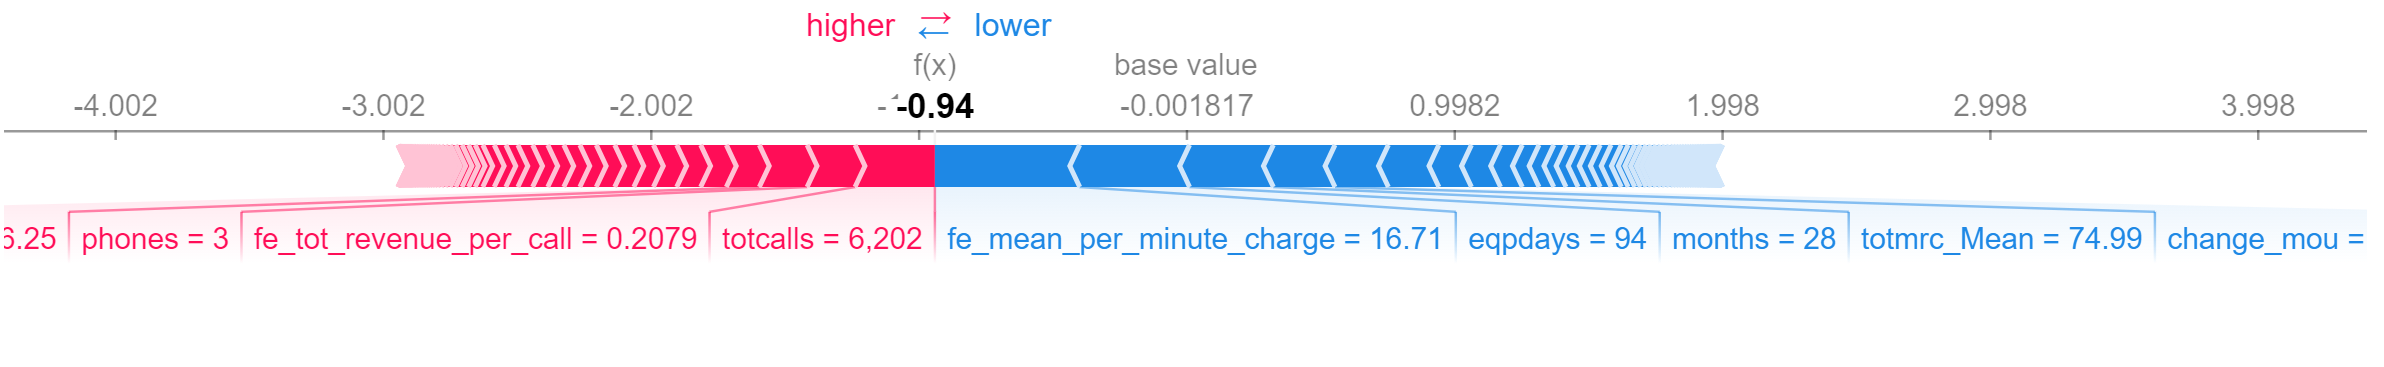 higher lower
f(x) base value
-4.002 -3.002 -2.002 -0.94 -0.001817 0.9982 1.998 2.998 3.998
6.25 phones = 3 fe_tot_revenue_per_call = 0.2079 totcalls = 6,202 fe_mean_per_minute_charge = 16.71 eqpdays = 94 months = 28 totmrc_Mean = 74.99 change_mou =